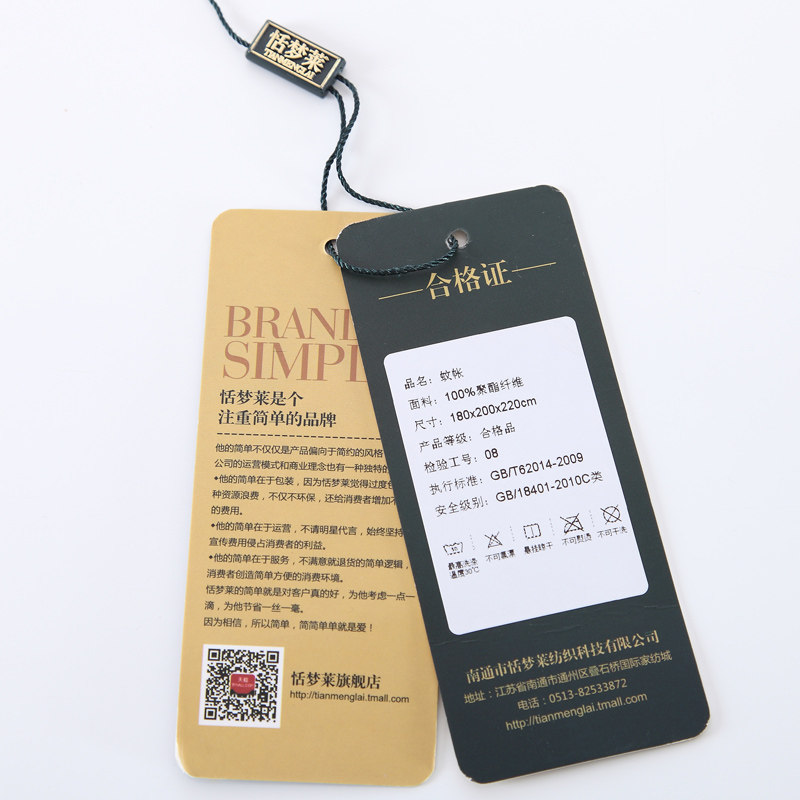 恬梦莱
TIANMENGLAI
BRAND
SIMPL
恬梦莱是个
注重简单的品牌
他的简单不仅仅是产品偏向于简约的风格
公司的运营模式和商业理念也有一种独特的
•他的简单在于包装，因为恬梦莱觉得过度
种资源浪费，不仅不环保，还给消费者增加不
的费用。
•他的简单在于运营，不请明星代言，始终坚持
宣传费用侵占消费者的利益。
•他的简单在于服务，不满意就退货的简单逻辑，
消费者创造简单方便的消费环境。
恬梦莱的简单就是对客户真的好，为他考虑一点一
滴，为他节省一丝一毫。
因为相信，所以简单，简简单单就是爱！
恬梦莱旗舰店
http://tianmenglai.tmall.com
合格证
品名：蚊帐
面料：100%聚酯纤维
尺寸：180x200x220cm
产品等级：合格品
检验工号：08
执行标准：GB/T62014-2009
安全级别：GB/18401-2010C类
最高洗涤温度30℃ 不可氯漂 悬挂晾干 不可熨烫 不可干洗
南通市恬梦莱纺织科技有限公司
地址：江苏省南通市通州区叠石桥国际家纺城
电话：0513-82533872
http://tianmenglai.tmall.com